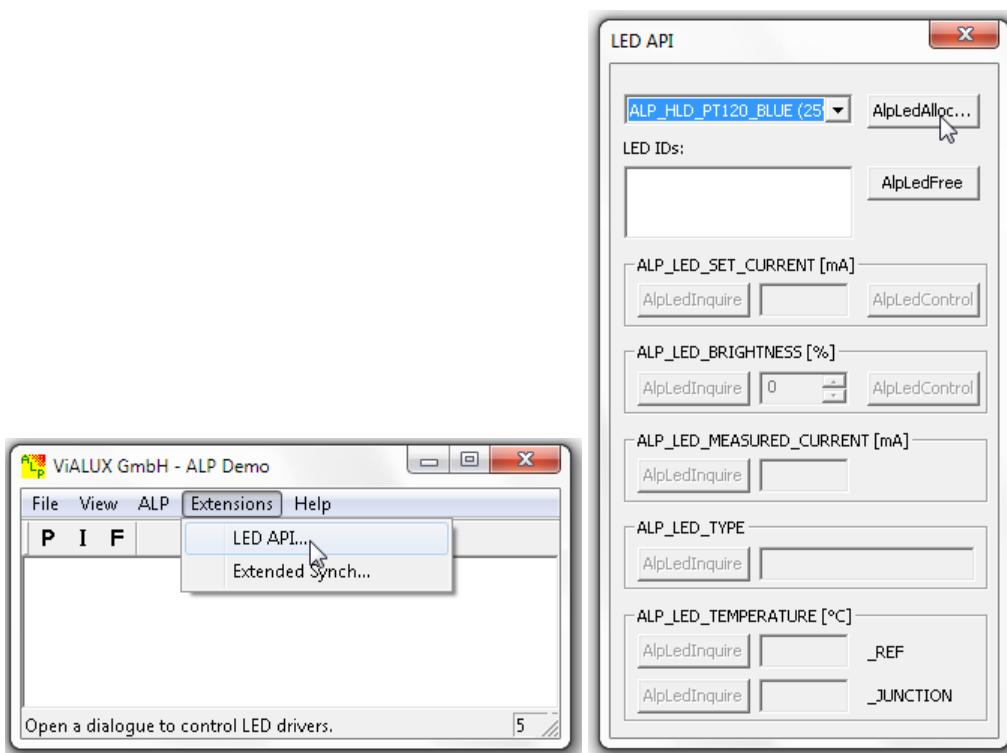 ViALUX GmbH - ALP Demo
File View ALP Extensions Help
P I F
LED API...
Extended Synch...
Open a dialogue to control LED drivers.
5
LED API
ALP_HLD_PT120_BLUE (25
AlpLedAlloc...
LED IDs:
AlpLedFree
ALP_LED_SET_CURRENT [mA]
AlpLedInquire
AlpLedControl
ALP_LED_BRIGHTNESS [%]
AlpLedInquire
0
AlpLedControl
ALP_LED_MEASURED_CURRENT [mA]
AlpLedInquire
ALP_LED_TYPE
AlpLedInquire
ALP_LED_TEMPERATURE [°C]
AlpLedInquire
_REF
AlpLedInquire
_JUNCTION